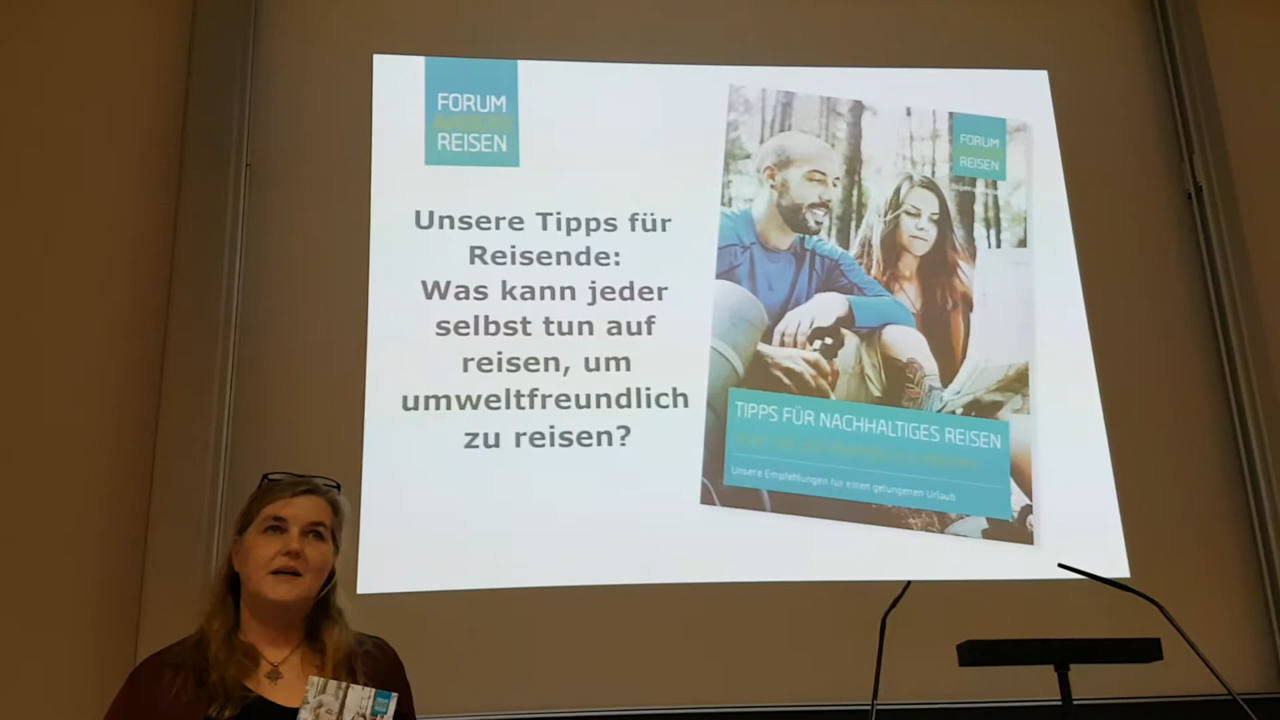 FORUM
REISEN
Unsere Tipps für
Reisende:
Was kann jeder
selbst tun auf
reisen, um
umweltfreundlich
zu reisen?
FORUM
REISEN
TIPPS FÜR NACHHALTIGES REISEN
Unsere Empfehlungen für einen gelungenen Urlaub